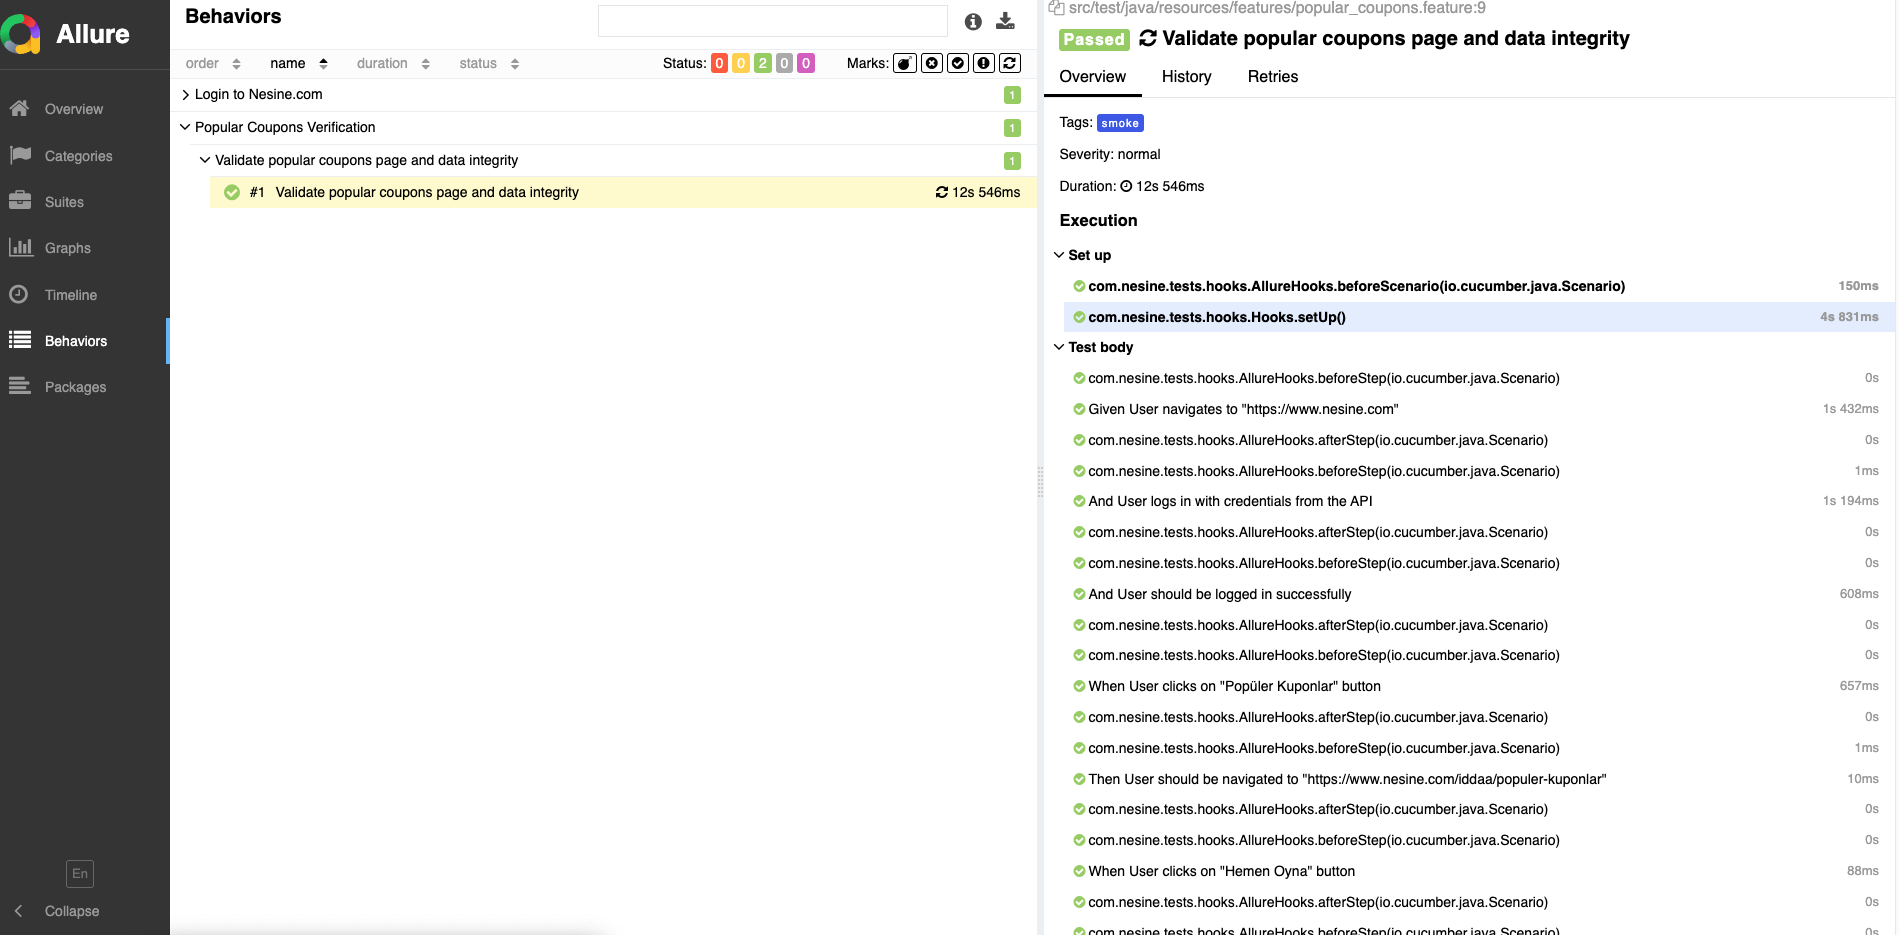 Allure
Overview
Categories
Suites
Graphs
Timeline
Behaviors
Packages
En
Collapse
Behaviors
order name duration status Status: 0 0 2 0 0 Marks:
Login to Nesine.com 1
Popular Coupons Verification 1
Validate popular coupons page and data integrity 1
#1 Validate popular coupons page and data integrity 12s 546ms
src/test/java/resources/features/popular_coupons.feature:9
Passed Validate popular coupons page and data integrity
Overview History Retries
Tags: smoke
Severity: normal
Duration: 12s 546ms
Execution
Set up
com.nesine.tests.hooks.AllureHooks.beforeScenario(io.cucumber.java.Scenario) 150ms
com.nesine.tests.hooks.Hooks.setUp() 4s 831ms
Test body
com.nesine.tests.hooks.AllureHooks.beforeStep(io.cucumber.java.Scenario) 0s
Given User navigates to "https://www.nesine.com" 1s 432ms
com.nesine.tests.hooks.AllureHooks.afterStep(io.cucumber.java.Scenario) 0s
com.nesine.tests.hooks.AllureHooks.beforeStep(io.cucumber.java.Scenario) 1ms
And User logs in with credentials from the API 1s 194ms
com.nesine.tests.hooks.AllureHooks.afterStep(io.cucumber.java.Scenario) 0s
com.nesine.tests.hooks.AllureHooks.beforeStep(io.cucumber.java.Scenario) 0s
And User should be logged in successfully 608ms
com.nesine.tests.hooks.AllureHooks.afterStep(io.cucumber.java.Scenario) 0s
com.nesine.tests.hooks.AllureHooks.beforeStep(io.cucumber.java.Scenario) 0s
When User clicks on "Popüler Kuponlar" button 657ms
com.nesine.tests.hooks.AllureHooks.afterStep(io.cucumber.java.Scenario) 0s
com.nesine.tests.hooks.AllureHooks.beforeStep(io.cucumber.java.Scenario) 1ms
Then User should be navigated to "https://www.nesine.com/iddaa/populer-kuponlar" 10ms
com.nesine.tests.hooks.AllureHooks.afterStep(io.cucumber.java.Scenario) 0s
com.nesine.tests.hooks.AllureHooks.beforeStep(io.cucumber.java.Scenario) 0s
When User clicks on "Hemen Oyna" button 88ms
com.nesine.tests.hooks.AllureHooks.afterStep(io.cucumber.java.Scenario) 0s
com.nesine.tests.hooks.AllureHooks.beforeStep(io.cucumber.java.Scenario) 0s